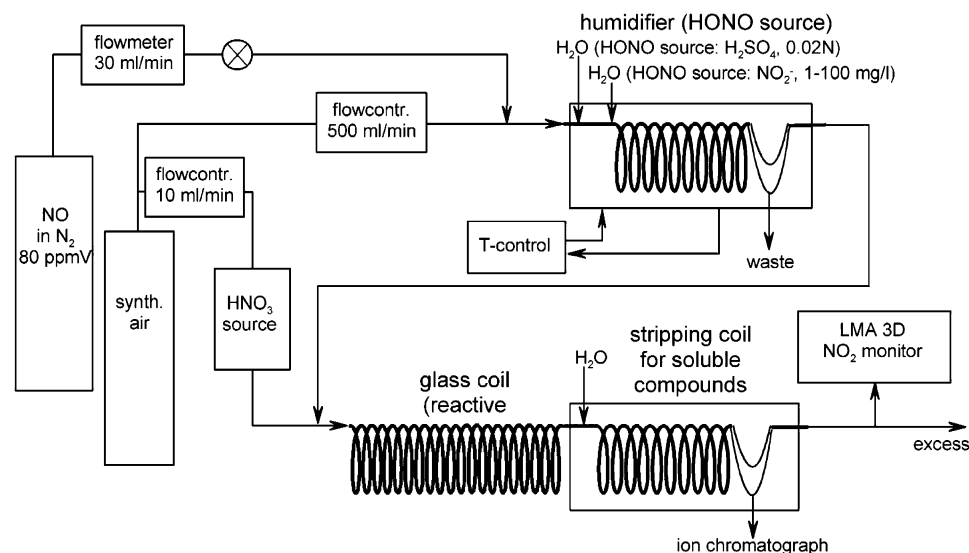 humidifier (HONO source)
H₂O (HONO source: H₂SO₄, 0.02N)
H₂O (HONO source: NO₂⁻, 1-100 mg/l)
flowmeter
30 ml/min
flowcontr.
500 ml/min
flowcontr.
10 ml/min
NO
in N₂
80 ppmV
T-control
waste
synth.
air
HNO₃
source
LMA 3D
NO₂ monitor
stripping coil
for soluble
compounds
H₂O
glass coil
(reactive
excess
ion chromatograph